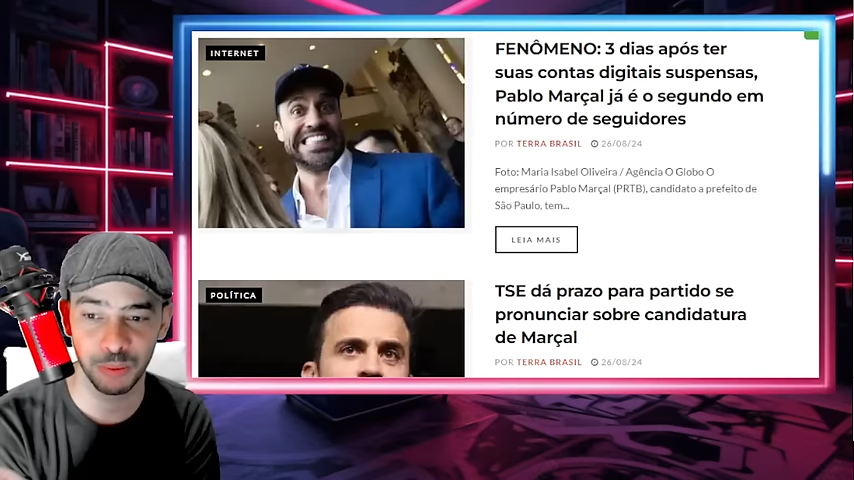 INTERNET
FENÔMENO: 3 dias após ter
suas contas digitais suspensas,
Pablo Marçal já é o segundo em
número de seguidores
POR TERRA BRASIL 26/08/24
Foto: Maria Isabel Oliveira / Agência O Globo O
empresário Pablo Marçal (PRTB), candidato a prefeito de
São Paulo, tem...
LEIA MAIS
POLÍTICA
TSE dá prazo para partido se
pronunciar sobre candidatura
de Marçal
POR TERRA BRASIL 26/08/24